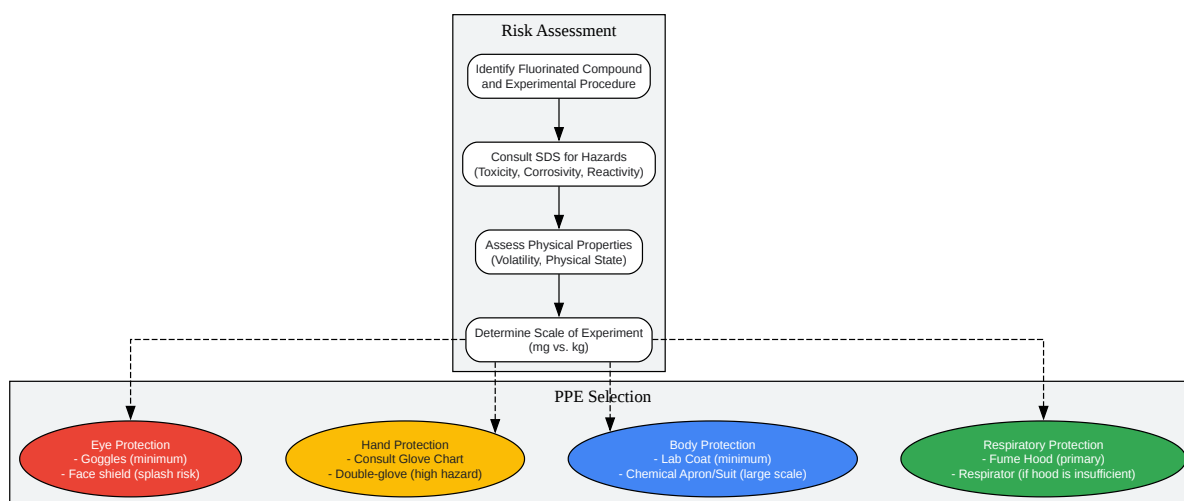 Risk Assessment
Identify Fluorinated Compound
and Experimental Procedure
Consult SDS for Hazards
(Toxicity, Corrosivity, Reactivity)
Assess Physical Properties
(Volatility, Physical State)
Determine Scale of Experiment
(mg vs. kg)
PPE Selection
Eye Protection
- Goggles (minimum)
- Face shield (splash risk)
Hand Protection
- Consult Glove Chart
- Double-glove (high hazard)
Body Protection
- Lab Coat (minimum)
- Chemical Apron/Suit (large scale)
Respiratory Protection
- Fume Hood (primary)
- Respirator (if hood is insufficient)